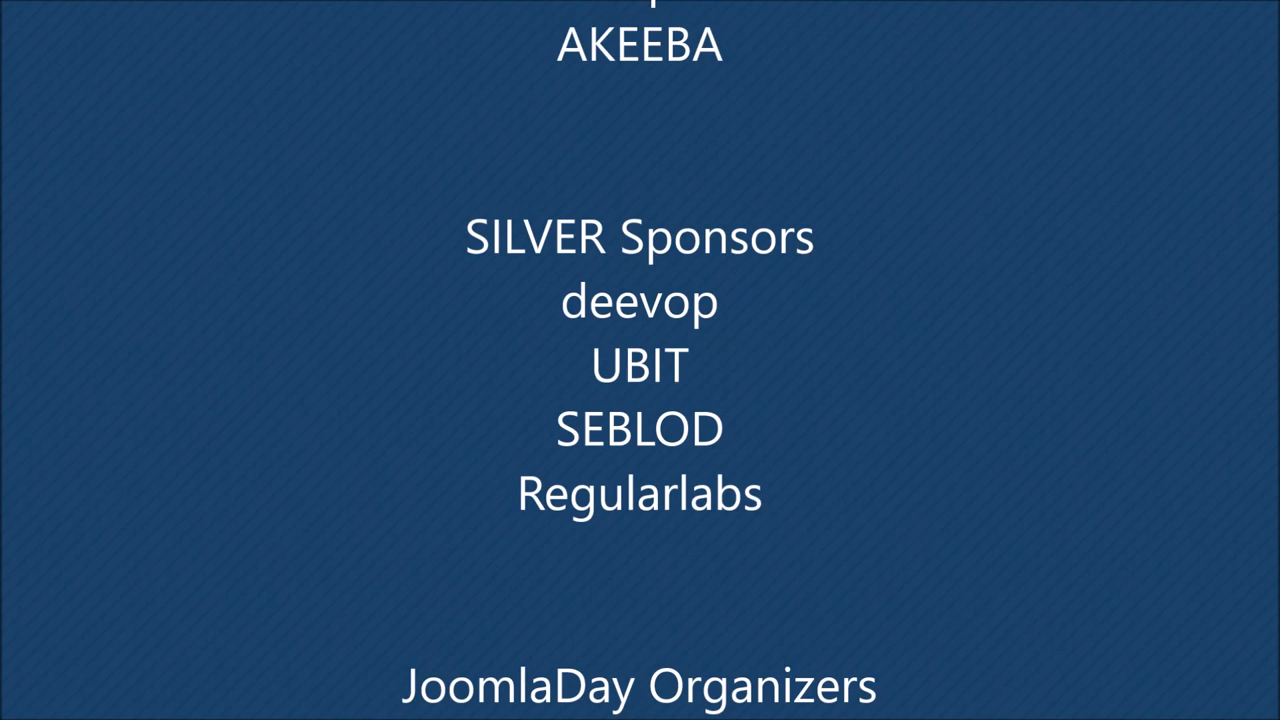 AKEEBA
SILVER Sponsors
deevop
UBIT
SEBLOD
Regularlabs
JoomlaDay Organizers